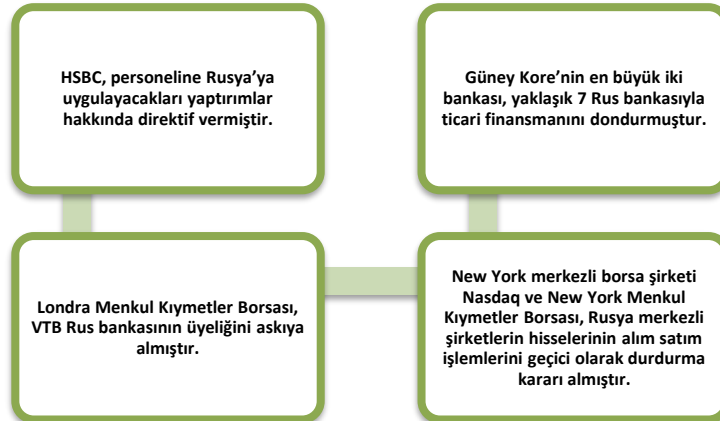 HSBC, personeline Rusya’ya
uygulayacakları yaptırımlar
hakkında direktif vermiştir.
Londra Menkul Kıymetler Borsası,
VTB Rus bankasının üyeliğini askıya
almıştır.
New York merkezli borsa şirketi
Nasdaq ve New York Menkul
Kıymetler Borsası, Rusya merkezli
şirketlerin hisselerinin alım satım
işlemlerini geçici olarak durdurma
kararı almıştır.
Güney Kore’nin en büyük iki
bankası, yaklaşık 7 Rus bankasıyla
ticari finansmanını dondurmuştur.